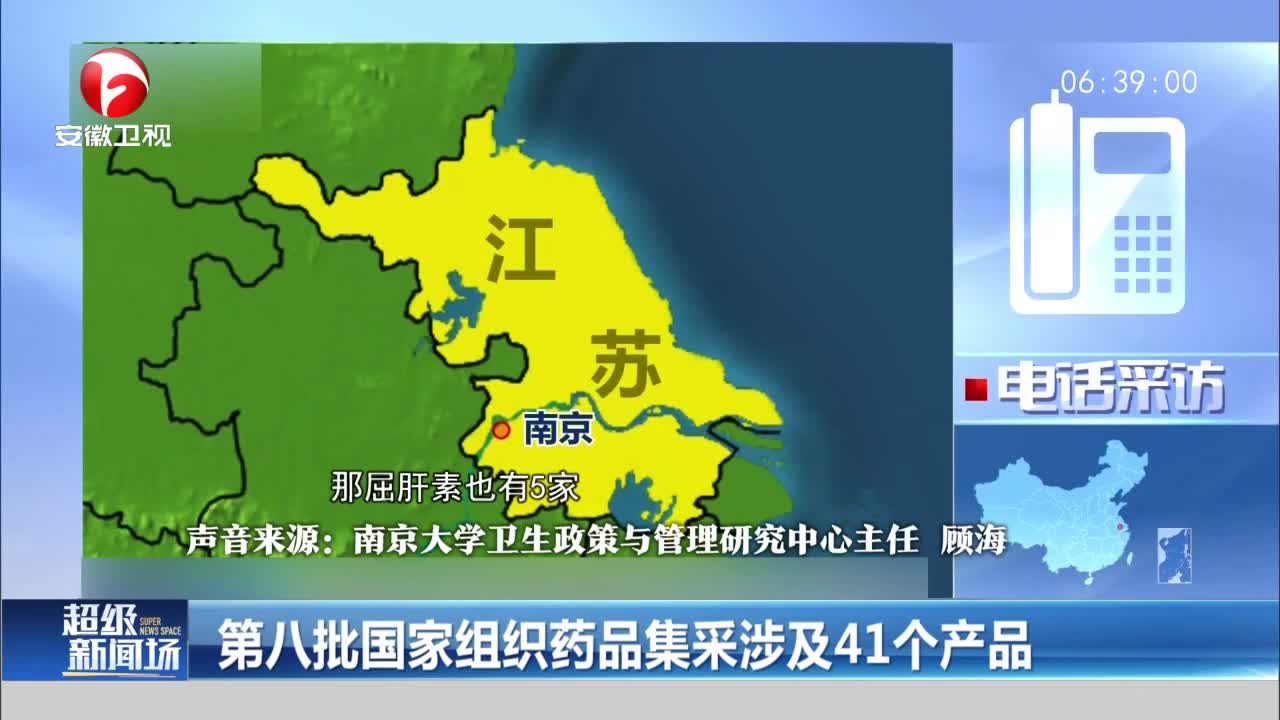 安徽卫视
06:39:00
江
苏
南京
电话采访
那屈肝素也有5家
声音来源：南京大学卫生政策与管理研究中心主任 顾海
超级新闻场
SUPER NEWS SPACE
第八批国家组织药品集采涉及41个产品